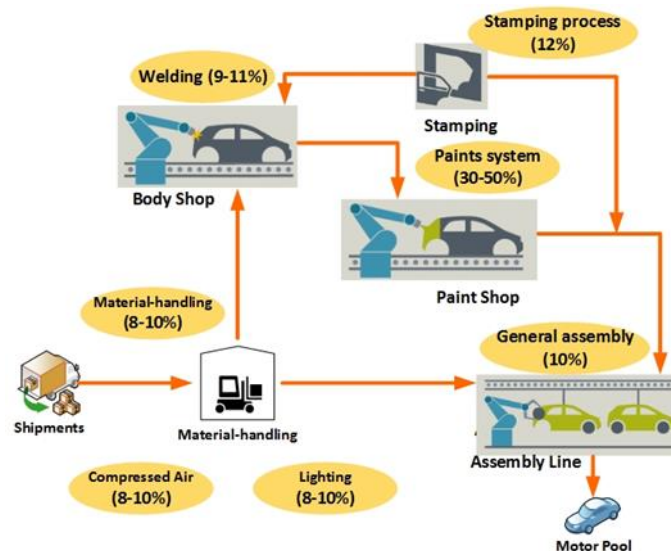 Stamping process
(12%)
Welding (9-11%)
Stamping
Paints system
(30-50%)
Body Shop
Paint Shop
Material-handling
(8-10%)
General assembly
(10%)
Shipments
Material-handling
Assembly Line
Compressed Air
(8-10%)
Lighting
(8-10%)
Motor Pool